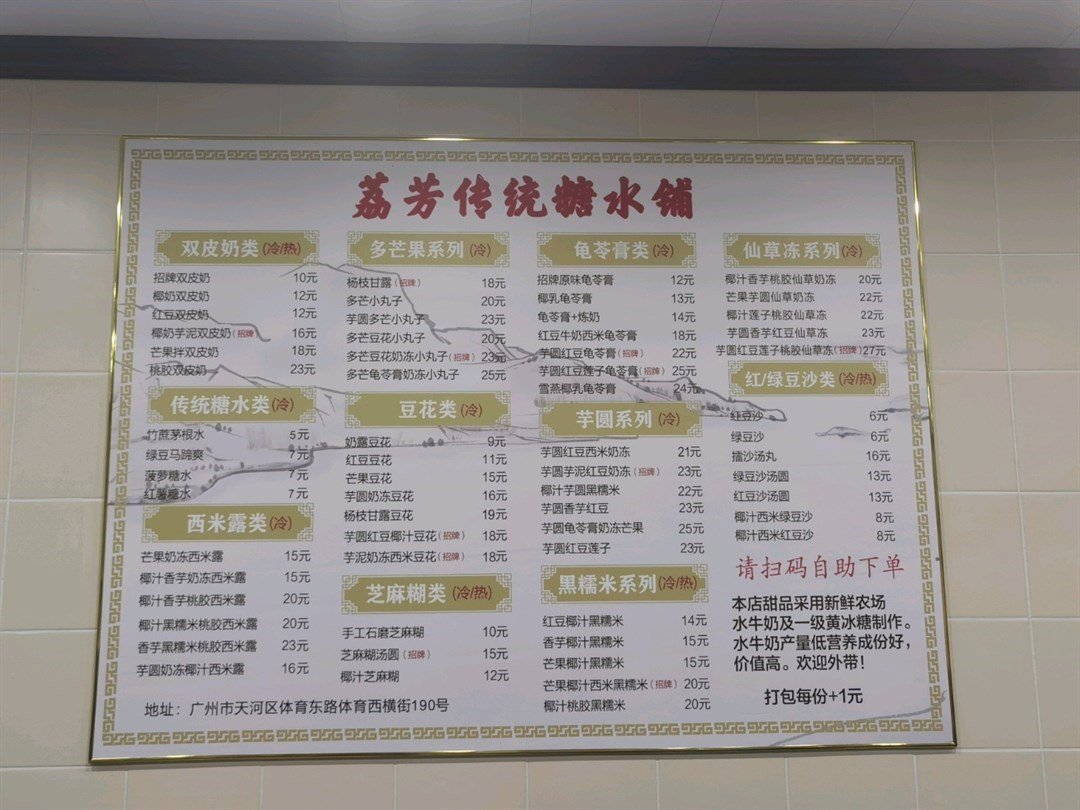 荔芳传统糖水铺
双皮奶类(冷/热)
招牌双皮奶 10元
椰奶双皮奶 12元
红豆双皮奶 12元
椰奶芋泥双皮奶(招牌) 16元
芒果拌双皮奶 18元
桃胶双皮奶 23元
传统糖水类(冷)
竹蔗茅根水 5元
绿豆马蹄爽 7元
菠萝糖水 7元
红薯糖水 7元
西米露类(冷)
芒果奶冻西米露 15元
椰汁香芋奶冻西米露 15元
椰汁香芋桃胶西米露 20元
椰汁黑糯米桃胶西米露 20元
香芋黑糯米桃胶西米露 23元
芋圆奶冻椰汁西米露 16元
多芒果系列(冷)
杨枝甘露(招牌) 18元
多芒小丸子 20元
芋圆多芒小丸子 23元
多芒豆花小丸子 20元
多芒豆花奶冻小丸子(招牌) 23元
多芒龟苓膏奶冻小丸子 25元
豆花类(冷)
奶露豆花 9元
红豆豆花 11元
芒果豆花 15元
芋圆奶冻豆花 16元
杨枝甘露豆花 19元
芋圆红豆椰汁豆花(招牌) 18元
芋泥奶冻西米豆花(招牌) 18元
芝麻糊类(冷/热)
手工石磨芝麻糊 10元
芝麻糊汤圆(招牌) 15元
椰汁芝麻糊 12元
龟苓膏类(冷)
招牌原味龟苓膏 12元
椰乳龟苓膏 13元
龟苓膏+炼奶 14元
红豆牛奶西米龟苓膏 18元
芋圆红豆龟苓膏(招牌) 22元
芋圆红豆莲子龟苓膏(招牌) 25元
雪燕椰乳龟苓膏 24元
芋圆系列(冷)
芋圆红豆西米奶冻 21元
芋圆芋泥红豆奶冻(招牌) 23元
椰汁芋圆黑糯米 22元
芋圆香芋红豆 23元
芋圆龟苓膏奶冻芒果 25元
芋圆红豆莲子 23元
黑糯米系列(冷/热)
红豆椰汁黑糯米 14元
香芋椰汁黑糯米 15元
芒果椰汁黑糯米 15元
芒果椰汁西米黑糯米(招牌) 20元
椰汁桃胶黑糯米 20元
仙草冻系列(冷)
椰汁香芋桃胶仙草奶冻 20元
芒果芋圆仙草奶冻 22元
椰汁莲子桃胶仙草冻 22元
芋圆香芋红豆仙草冻 23元
芋圆红豆莲子桃胶仙草冻(招牌) 27元
红/绿豆沙类(冷/热)
红豆沙 6元
绿豆沙 6元
擂沙汤丸 16元
绿豆沙汤圆 13元
红豆沙汤圆 13元
椰汁西米绿豆沙 8元
椰汁西米红豆沙 8元
请扫码自助下单
本店甜品采用新鲜农场
水牛奶及一级黄冰糖制作。
水牛奶产量低营养成份好，
价值高。欢迎外带！
打包每份+1元
地址：广州市天河区体育东路体育西横街190号